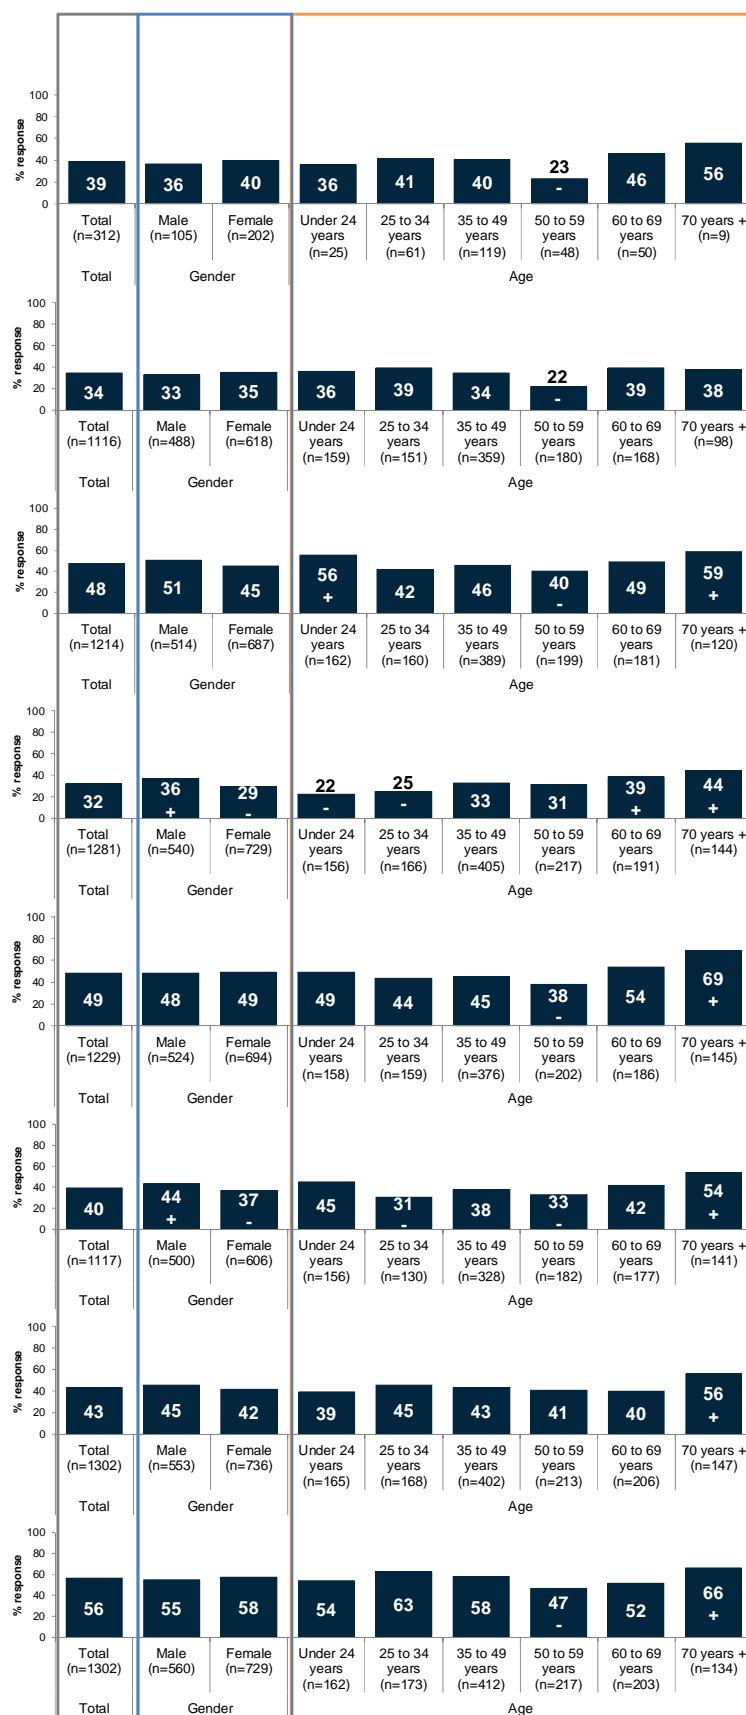 % response
100
80
60
40
20
0
39 36 40 36 41 40 23 46 56
-
Total Male Female Under 24 25 to 34 35 to 49 50 to 59 60 to 69 70 years +
(n=312) (n=105) (n=202) years years years years years (n=9)
(n=25) (n=61) (n=119) (n=48) (n=50)
Total Gender Age
% response
100
80
60
40
20
0
34 33 35 36 39 34 22 39 38
-
Total Male Female Under 24 25 to 34 35 to 49 50 to 59 60 to 69 70 years +
(n=1116) (n=488) (n=618) years years years years years (n=98)
(n=159) (n=151) (n=359) (n=180) (n=168)
Total Gender Age
% response
100
80
60
40
20
0
48 51 45 56 42 46 40 49 59
+ - +
Total Male Female Under 24 25 to 34 35 to 49 50 to 59 60 to 69 70 years +
(n=1214) (n=514) (n=687) years years years years years (n=120)
(n=162) (n=160) (n=389) (n=199) (n=181)
Total Gender Age
% response
100
80
60
40
20
0
32 36 29 22 25 33 31 39 44
+ - - - + +
Total Male Female Under 24 25 to 34 35 to 49 50 to 59 60 to 69 70 years +
(n=1281) (n=540) (n=729) years years years years years (n=144)
(n=156) (n=166) (n=405) (n=217) (n=191)
Total Gender Age
% response
100
80
60
40
20
0
49 48 49 49 44 45 38 54 69
- +
Total Male Female Under 24 25 to 34 35 to 49 50 to 59 60 to 69 70 years +
(n=1229) (n=524) (n=694) years years years years years (n=145)
(n=158) (n=159) (n=376) (n=202) (n=186)
Total Gender Age
% response
100
80
60
40
20
0
40 44 37 45 31 38 33 42 54
+ - - - +
Total Male Female Under 24 25 to 34 35 to 49 50 to 59 60 to 69 70 years +
(n=1117) (n=500) (n=606) years years years years years (n=141)
(n=156) (n=130) (n=328) (n=182) (n=177)
Total Gender Age
% response
100
80
60
40
20
0
43 45 42 39 45 43 41 40 56
+
Total Male Female Under 24 25 to 34 35 to 49 50 to 59 60 to 69 70 years +
(n=1302) (n=553) (n=736) years years years years years (n=147)
(n=165) (n=168) (n=402) (n=213) (n=206)
Total Gender Age
% response
100
80
60
40
20
0
56 55 58 54 63 58 47 52 66
- +
Total Male Female Under 24 25 to 34 35 to 49 50 to 59 60 to 69 70 years +
(n=1302) (n=560) (n=729) years years years years years (n=134)
(n=162) (n=173) (n=412) (n=217) (n=203)
Total Gender Age